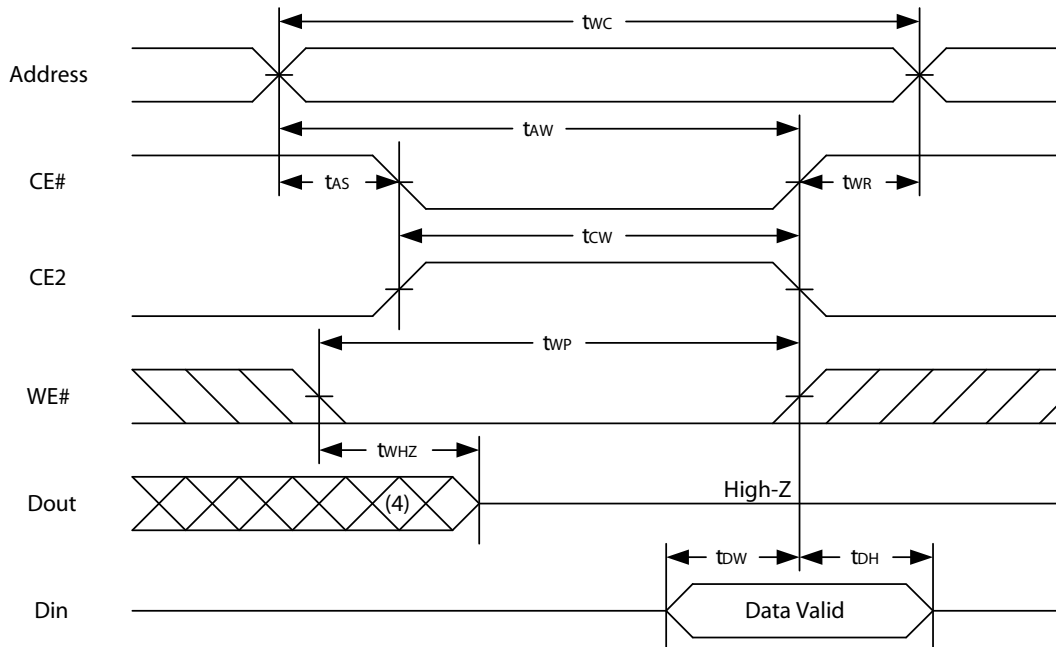 tWC
Address
tAW
CE#
tAS
tWR
tCW
CE2
tWP
WE#
tWHZ
Dout
(4)
High-Z
tDW
tDH
Din
Data Valid